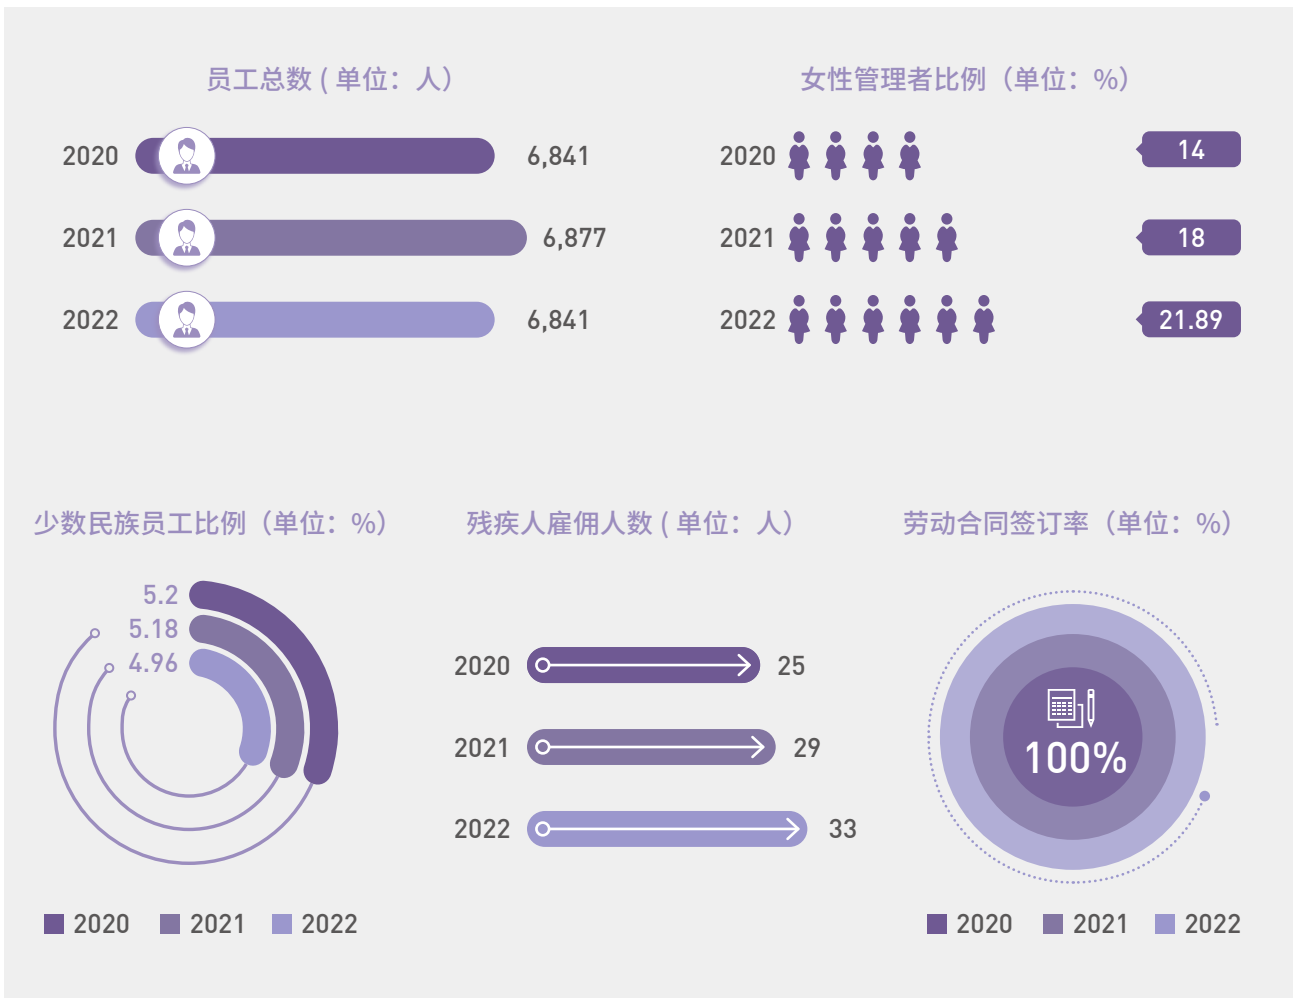 员工总数 ( 单位：人）
2020 6,841
2021 6,877
2022 6,841
女性管理者比例（单位：%）
2020 14
2021 18
2022 21.89
少数民族员工比例（单位：%）
5.2
5.18
4.96
2020 2021 2022
残疾人雇佣人数 ( 单位：人）
2020 25
2021 29
2022 33
劳动合同签订率（单位：%）
100%
2020 2021 2022